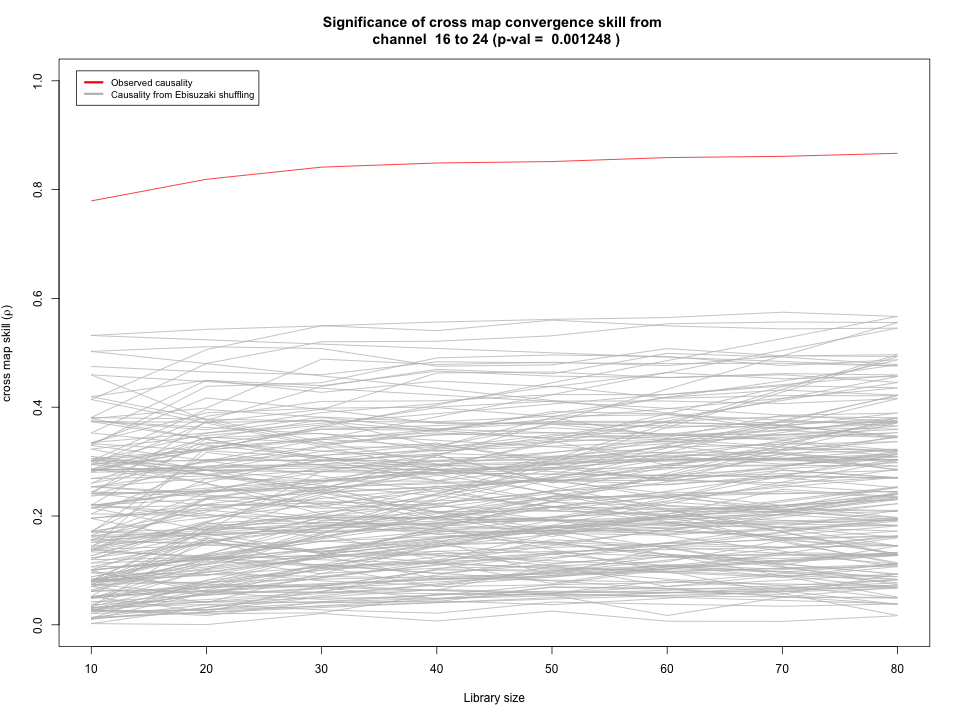 Significance of cross map convergence skill from
channel  16 to 24 (p-val =  0.001248 )
Observed causality
Causality from Ebisuzaki shuffling
cross map skill (ρ)
1.0
0.8
0.6
0.4
0.2
0.0
10 20 30 40 50 60 70 80
Library size